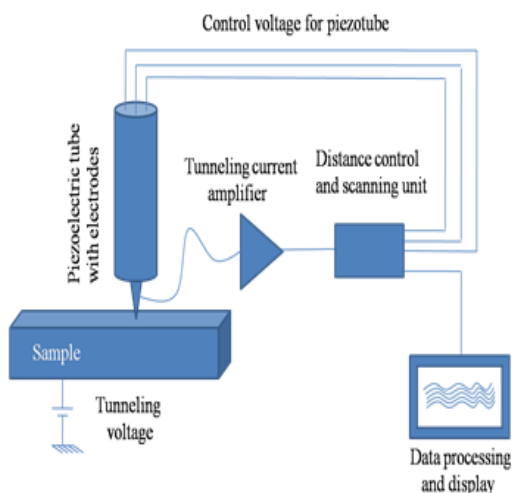 Control voltage for piezotube
Piezoelectric tube
with electrodes
Tunneling current
amplifier
Distance control
and scanning unit
Sample
Tunneling
voltage
Data processing
and display